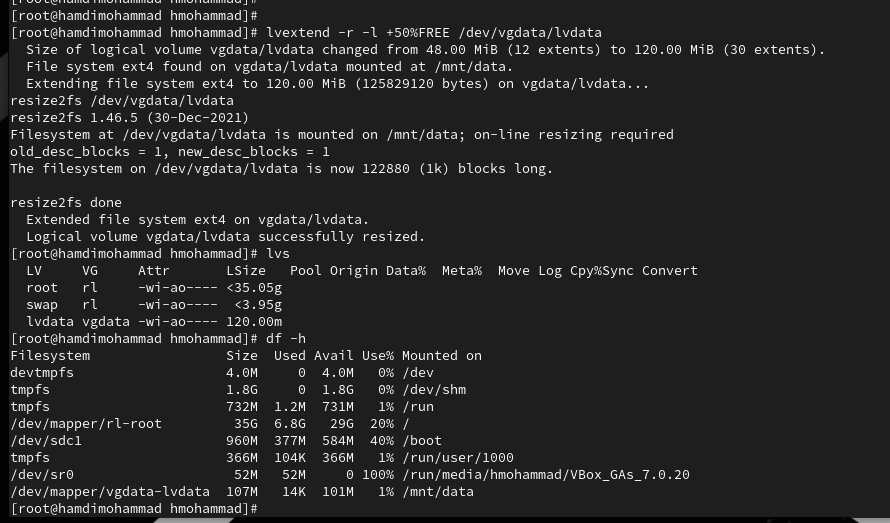 [root@hamdimohammad hmohammad]#
[root@hamdimohammad hmohammad]#
[root@hamdimohammad hmohammad]# lvextend -r -l +50%FREE /dev/vgdata/lvdata
  Size of logical volume vgdata/lvdata changed from 48.00 MiB (12 extents) to 120.00 MiB (30 extents).
  File system ext4 found on vgdata/lvdata mounted at /mnt/data.
  Extending file system ext4 to 120.00 MiB (125829120 bytes) on vgdata/lvdata...
resize2fs /dev/vgdata/lvdata
resize2fs 1.46.5 (30-Dec-2021)
Filesystem at /dev/vgdata/lvdata is mounted on /mnt/data; on-line resizing required
old_desc_blocks = 1, new_desc_blocks = 1
The filesystem on /dev/vgdata/lvdata is now 122880 (1k) blocks long.

resize2fs done
  Extended file system ext4 on vgdata/lvdata.
  Logical volume vgdata/lvdata successfully resized.
[root@hamdimohammad hmohammad]# lvs
  LV     VG     Attr       LSize   Pool Origin Data%  Meta%  Move Log Cpy%Sync Convert
  root   rl     -wi-ao---- <35.05g
  swap   rl     -wi-ao----  <3.95g
  lvdata vgdata -wi-ao---- 120.00m
[root@hamdimohammad hmohammad]# df -h
Filesystem                 Size  Used Avail Use% Mounted on
devtmpfs                   4.0M     0  4.0M   0% /dev
tmpfs                      1.8G     0  1.8G   0% /dev/shm
tmpfs                      732M  1.2M  731M   1% /run
/dev/mapper/rl-root         35G  6.8G   29G  20% /
/dev/sdc1                  960M  377M  584M  40% /boot
tmpfs                      366M  104K  366M   1% /run/user/1000
/dev/sr0                    52M   52M     0 100% /run/media/hmohammad/VBox_GAs_7.0.20
/dev/mapper/vgdata-lvdata  107M   14K  101M   1% /mnt/data
[root@hamdimohammad hmohammad]#